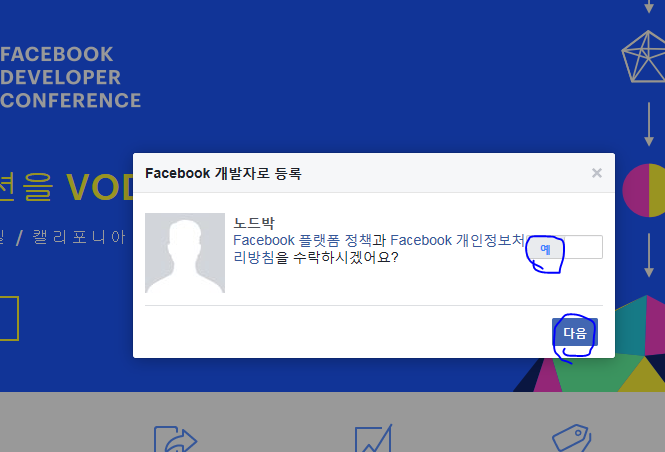 FACEBOOK
DEVELOPER
CONFERENCE
Facebook 개발자로 등록
션을 VOD
/ 캘리포니아
노드박
Facebook 플랫폼 정책과 Facebook 개인정보처
리방침을 수락하시겠어요?
예
다음